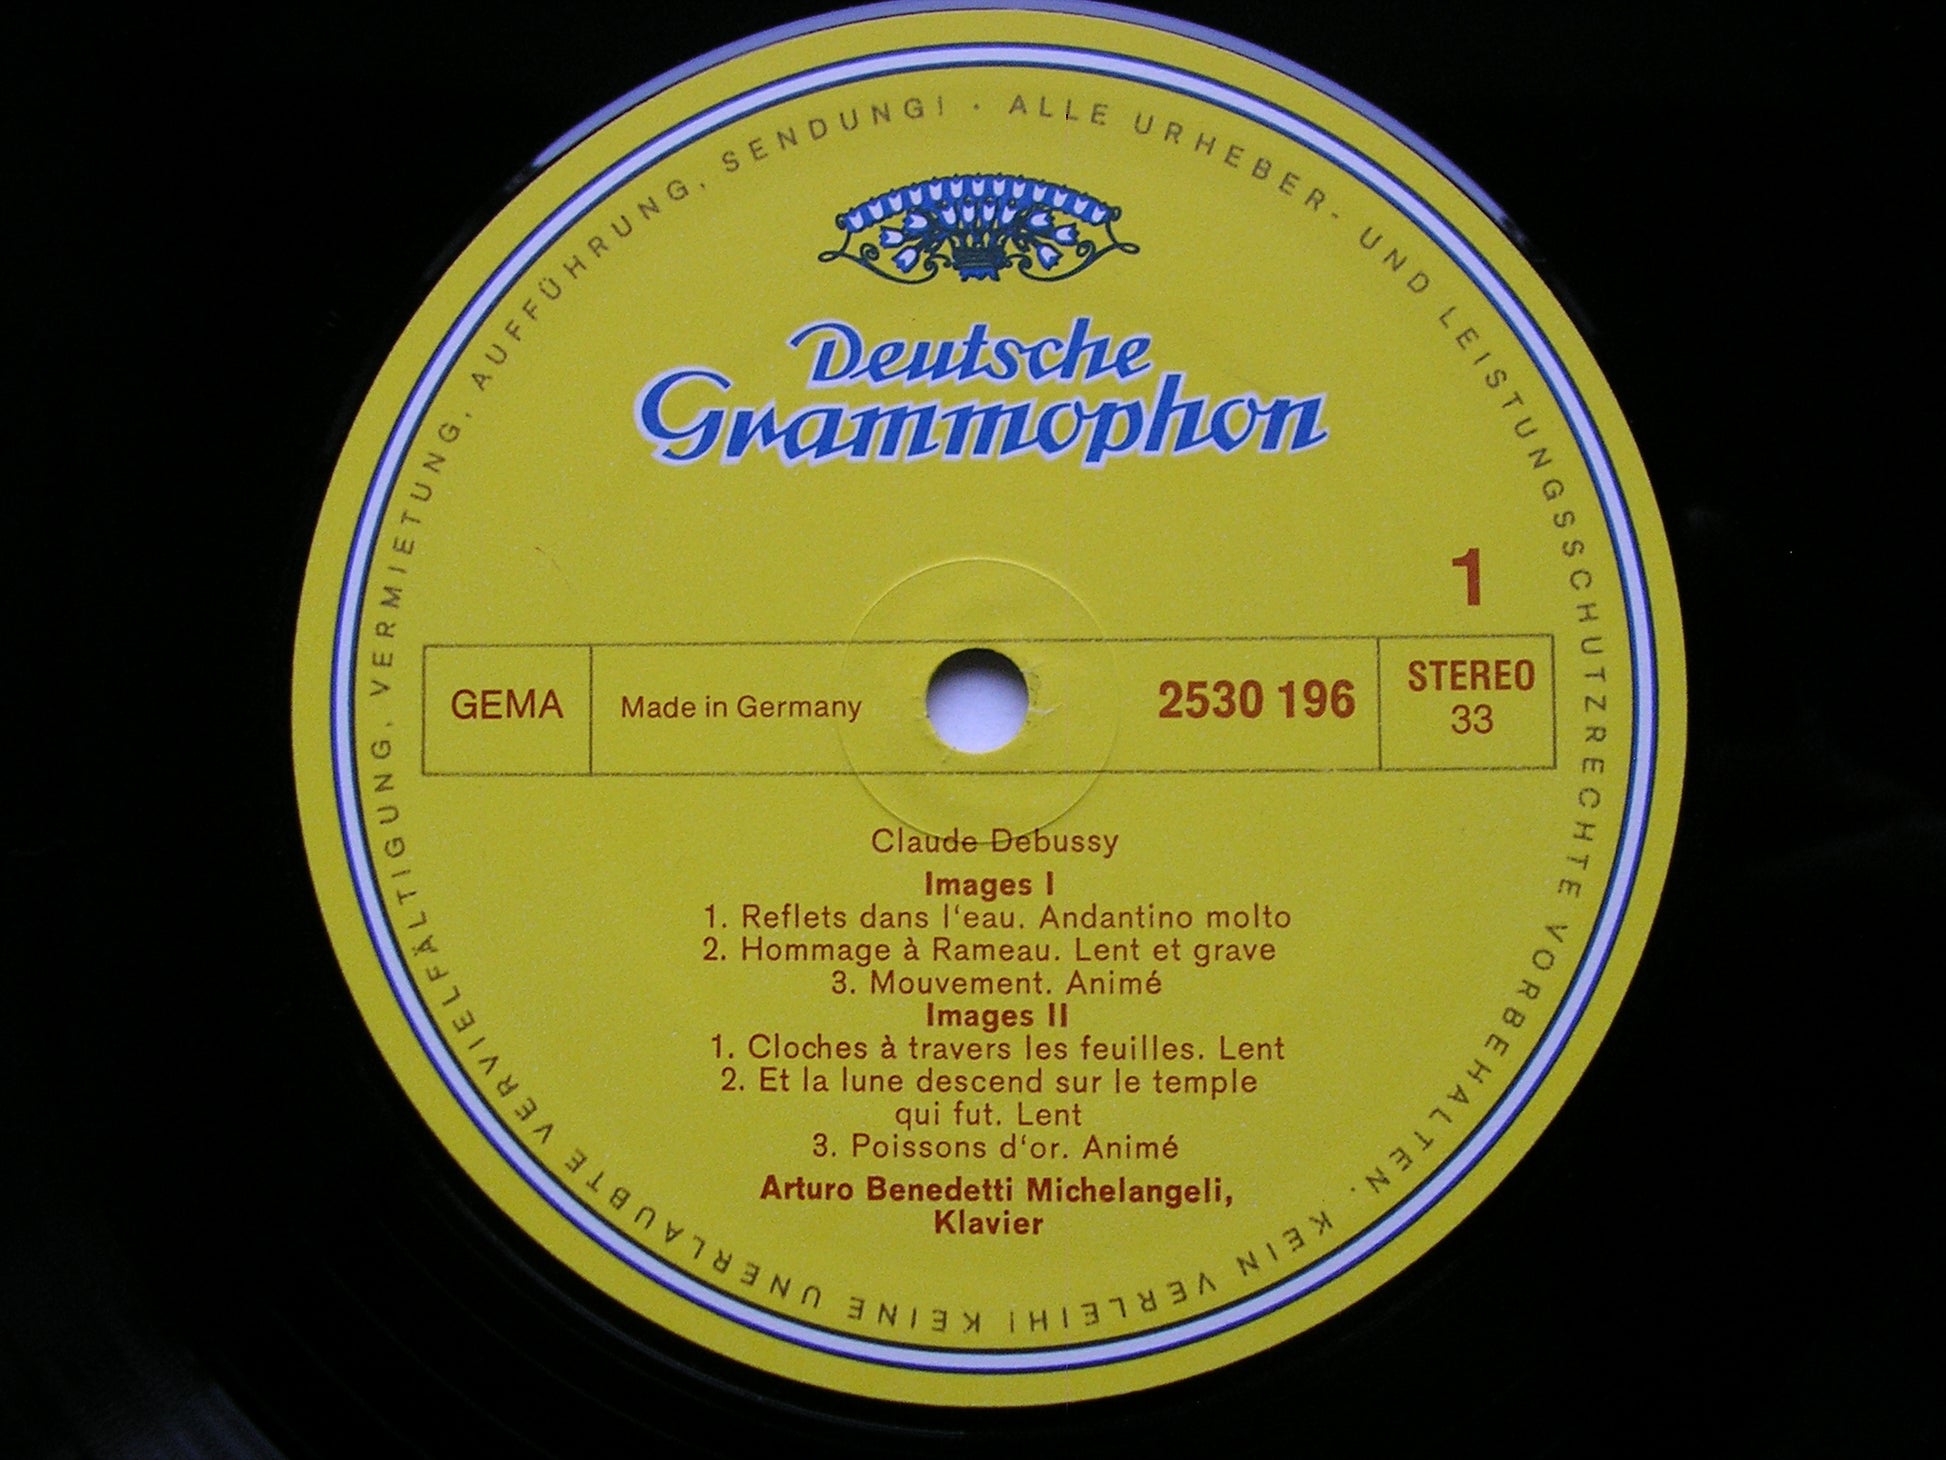 ALLE URHEBER- UND LEISTUNGSSCHUTZRECHTE VORBEHALTEN. KEIN VERLEIH! KEINE UNERLAUBTE VERVIELFÄLTIGUNG, VERMIETUNG, AUFFÜHRUNG, SENDUNG! ·
Deutsche
Grammophon
1
GEMA
Made in Germany
2530 196
STEREO
33
Claude Debussy
Images I
1. Reflets dans l‘eau. Andantino molto
2. Hommage à Rameau. Lent et grave
3. Mouvement. Animé
Images II
1. Cloches à travers les feuilles. Lent
2. Et la lune descend sur le temple
qui fut. Lent
3. Poissons d‘or. Animé
Arturo Benedetti Michelangeli,
Klavier